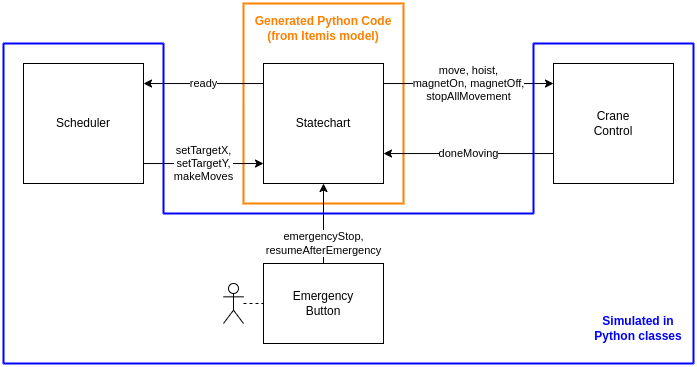 Generated Python Code
(from Itemis model)
Scheduler
ready
Statechart
move, hoist,
magnetOn, magnetOff,
stopAllMovement
Crane
Control
setTargetX,
setTargetY,
makeMoves
doneMoving
emergencyStop,
resumeAfterEmergency
Emergency
Button
Simulated in
Python classes